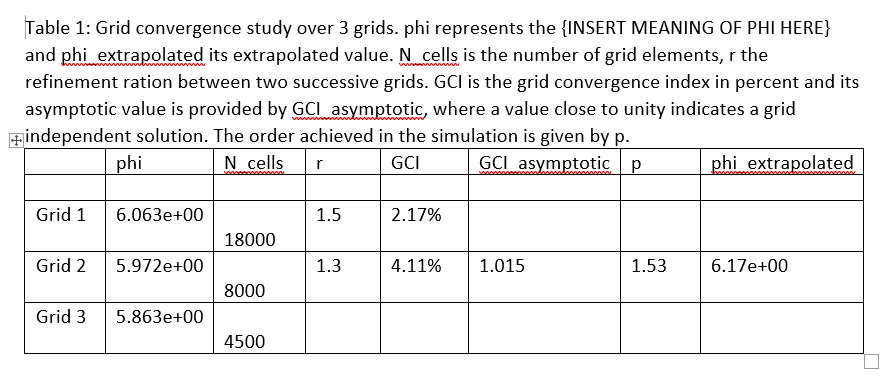 Table 1: Grid convergence study over 3 grids. phi represents the {INSERT MEANING OF PHI HERE}
and phi_extrapolated its extrapolated value. N_cells is the number of grid elements, r the
refinement ration between two successive grids. GCI is the grid convergence index in percent and its
asymptotic value is provided by GCI_asymptotic, where a value close to unity indicates a grid
independent solution. The order achieved in the simulation is given by p.
phi N_cells r GCI GCI_asymptotic p phi_extrapolated
Grid 1 6.063e+00 18000 1.5 2.17%
Grid 2 5.972e+00 8000 1.3 4.11% 1.015 1.53 6.17e+00
Grid 3 5.863e+00 4500